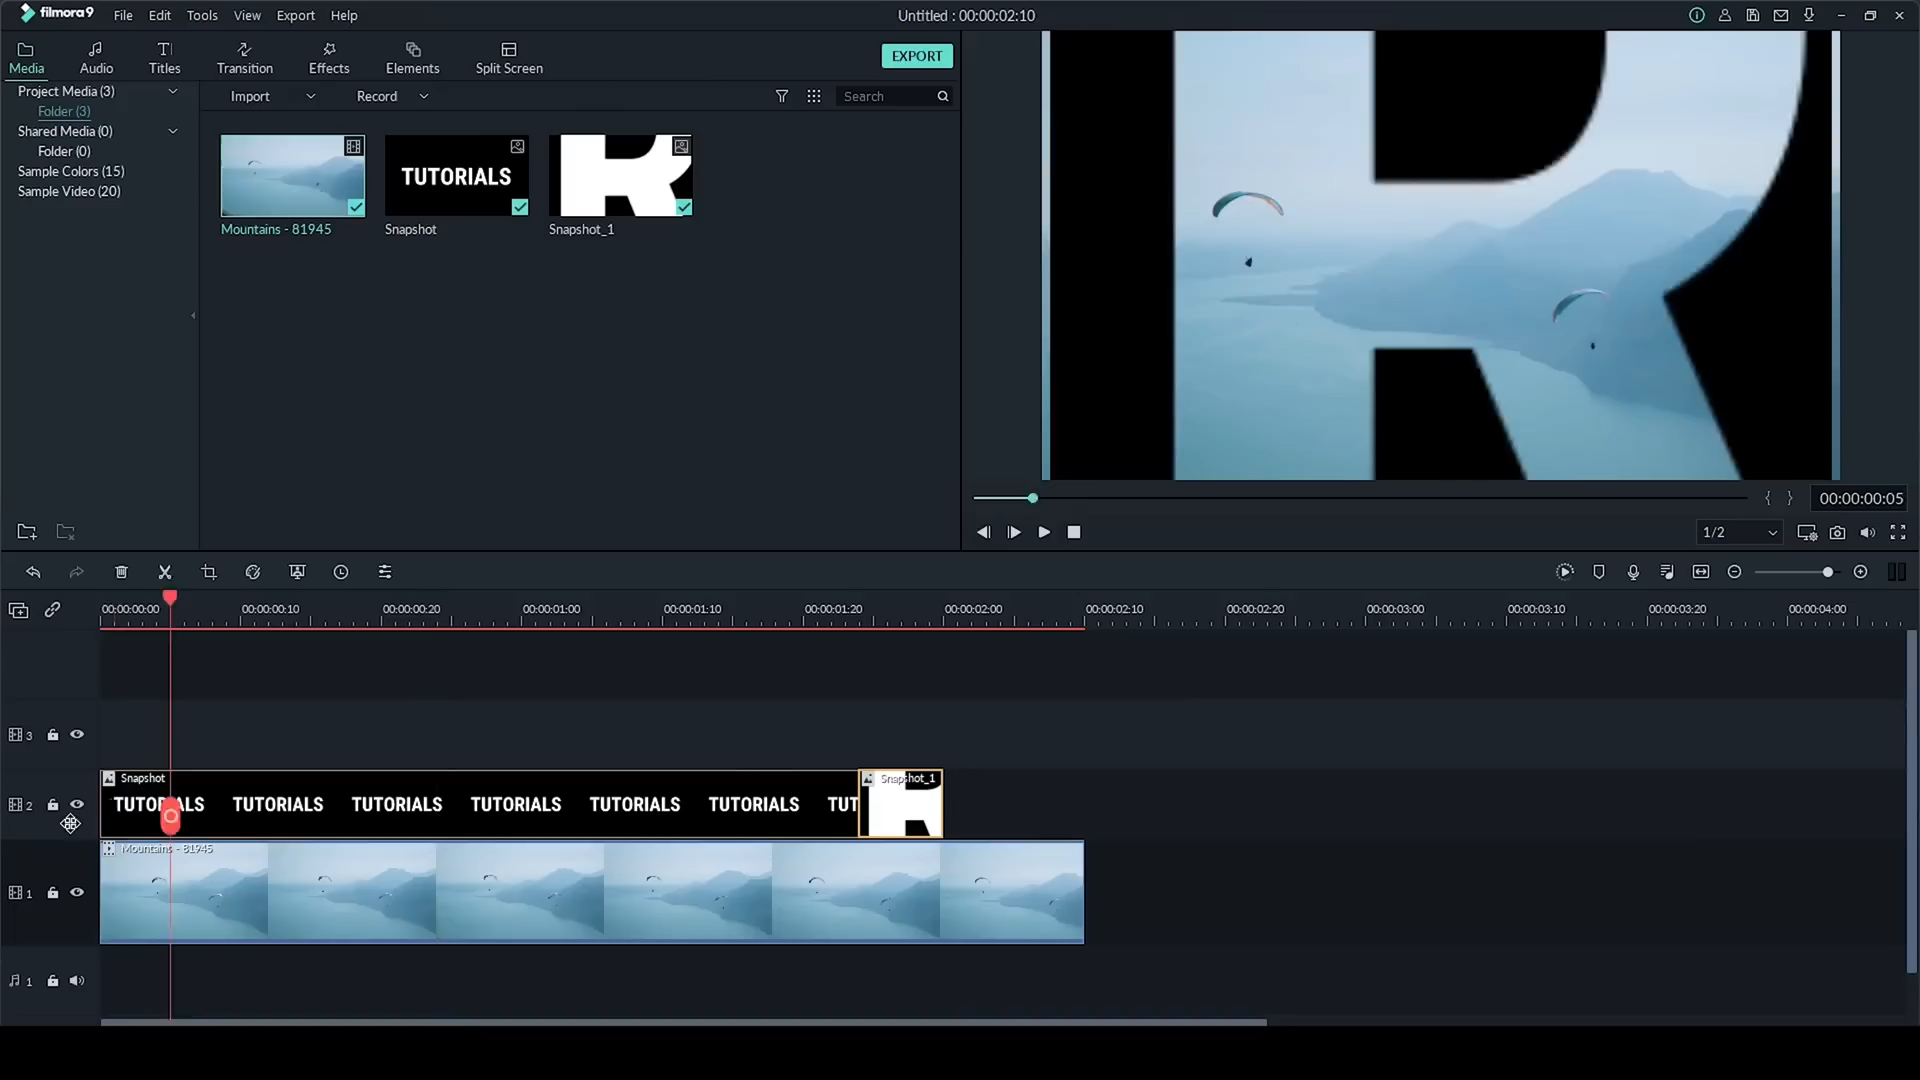 filmora9 File Edit Tools View Export Help Untitled : 00:00:02:10
Media Audio Titles Transition Effects Elements Split Screen EXPORT
Project Media (3)
Folder (3)
Shared Media (0)
Folder (0)
Sample Colors (15)
Sample Video (20)
Import Record Search
TUTORIALS
R
Mountains - 81945 Snapshot Snapshot_1
R
{ } 00:00:00:05
1/2
00:00:00:00 00:00:00:10 00:00:00:20 00:00:01:00 00:00:01:10 00:00:01:20 00:00:02:00 00:00:02:10 00:00:02:20 00:00:03:00 00:00:03:10 00:00:03:20 00:00:04:00
3
Snapshot Snapshot_1
2 TUTORIALS TUTORIALS TUTORIALS TUTORIALS TUTORIALS TUTORIALS TUT R
Mountains - 81945
1
1